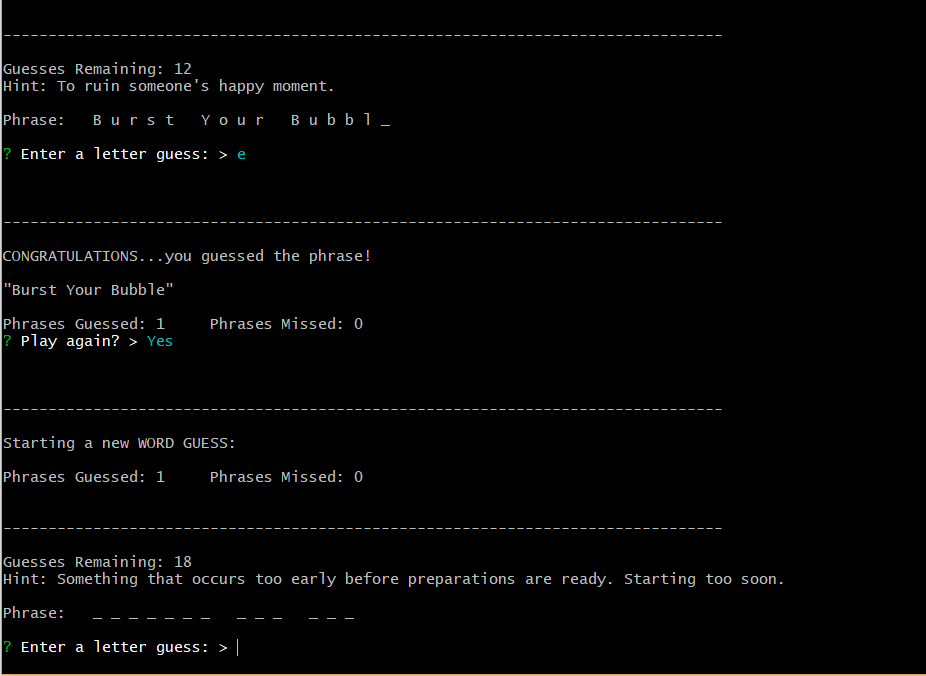 --------------------------------------------------------------------------------
Guesses Remaining: 12
Hint: To ruin someone's happy moment.
Phrase:   B u r s t   Y o u r   B u b b l _
? Enter a letter guess: > e
--------------------------------------------------------------------------------
CONGRATULATIONS...you guessed the phrase!
"Burst Your Bubble"
Phrases Guessed: 1     Phrases Missed: 0
? Play again? > Yes
--------------------------------------------------------------------------------
Starting a new WORD GUESS:
Phrases Guessed: 1     Phrases Missed: 0
--------------------------------------------------------------------------------
Guesses Remaining: 18
Hint: Something that occurs too early before preparations are ready. Starting too soon.
Phrase:   _ _ _ _ _ _ _   _ _ _   _ _ _
? Enter a letter guess: >